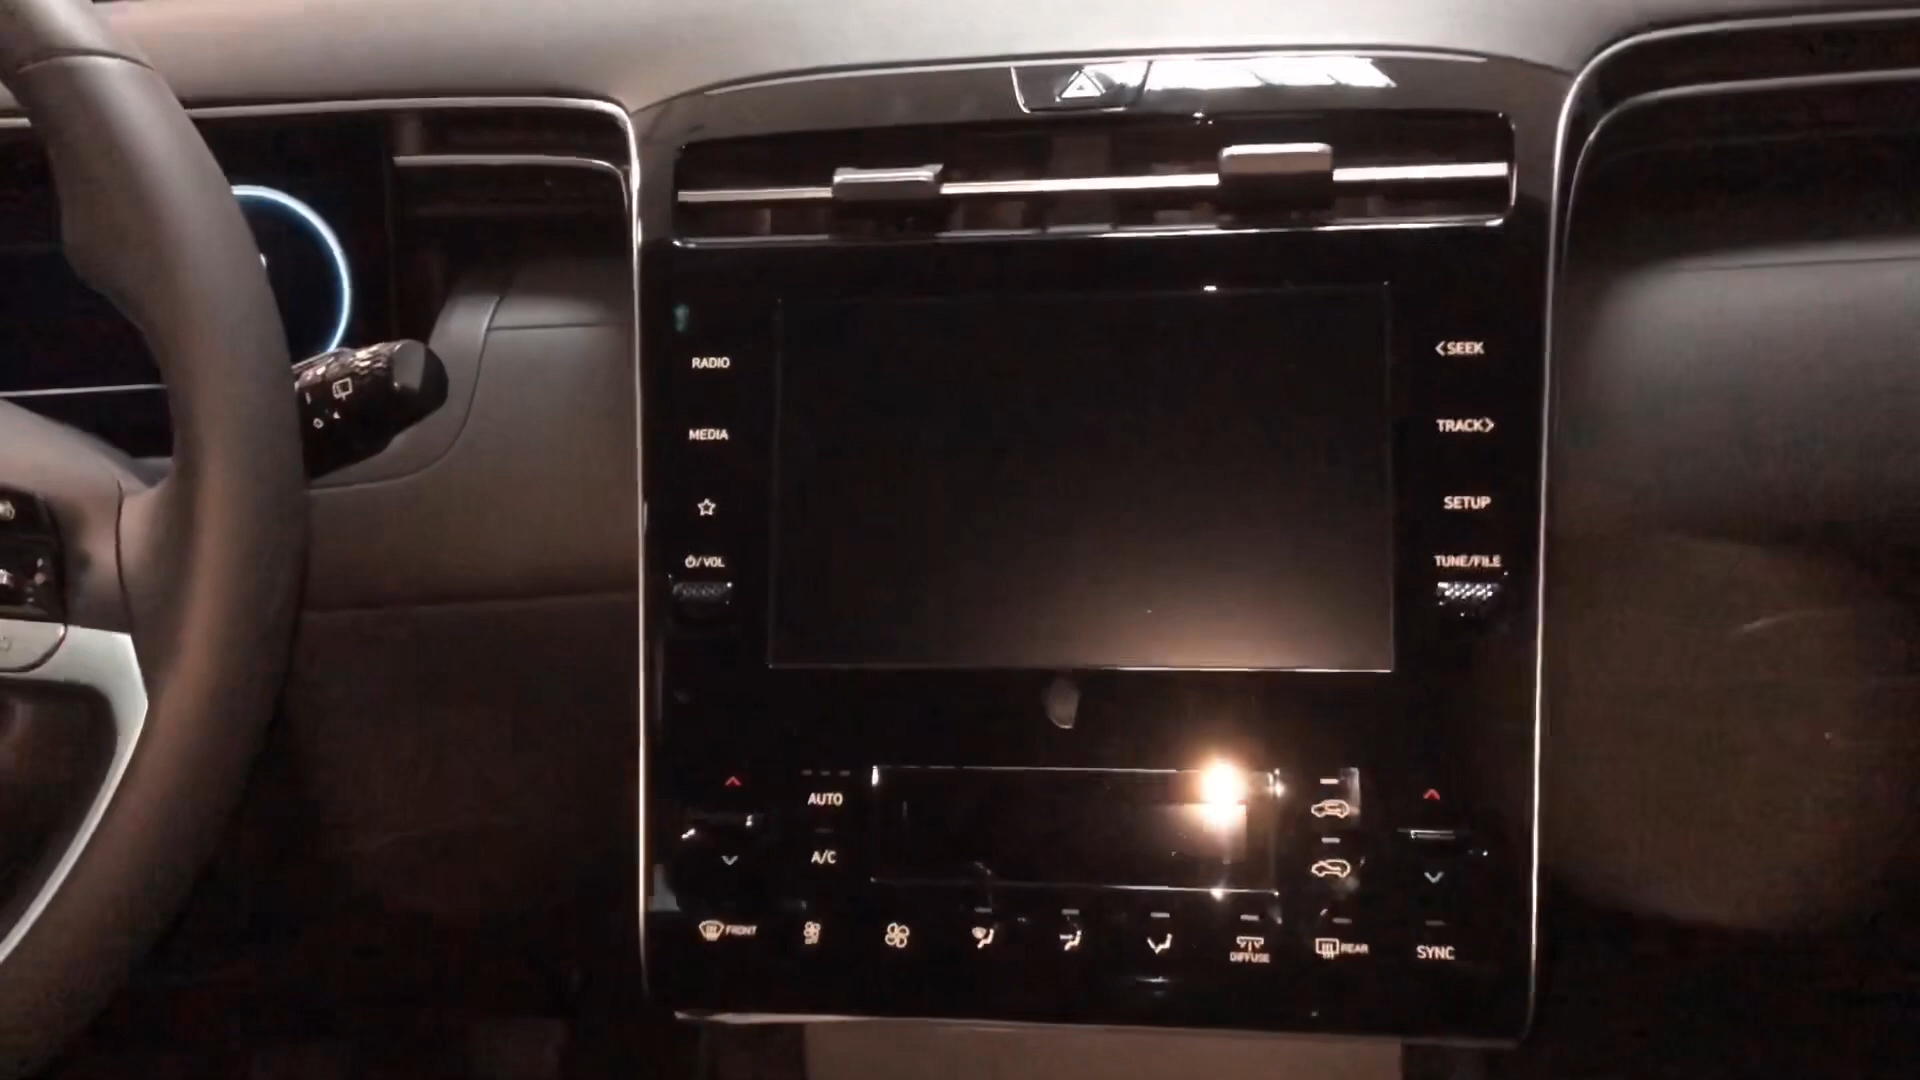 RADIO
MEDIA
/VOL
<SEEK
TRACK>
SETUP
TUNE/FILE
AUTO
A/C
FRONT
DIFFUSE
REAR
SYNC